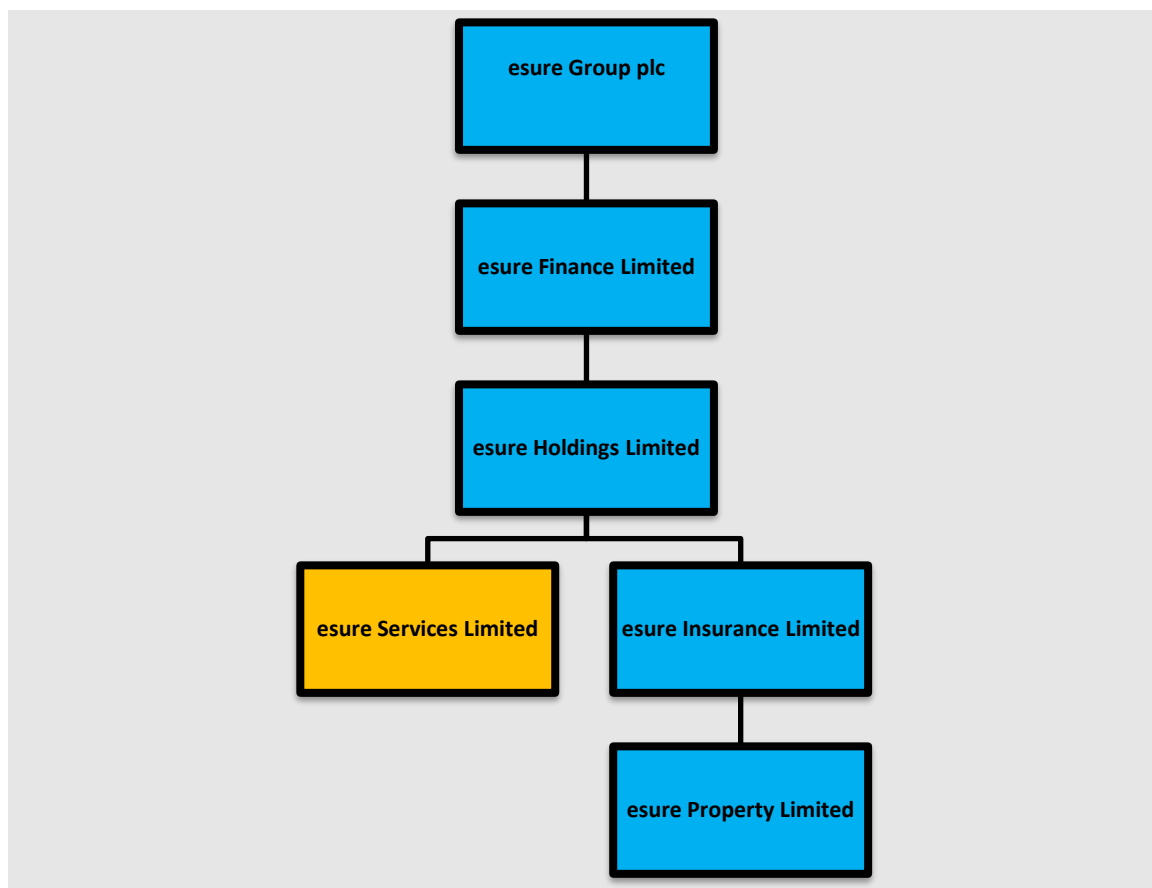 esure Group plc
esure Finance Limited
esure Holdings Limited
esure Services Limited
esure Insurance Limited
esure Property Limited